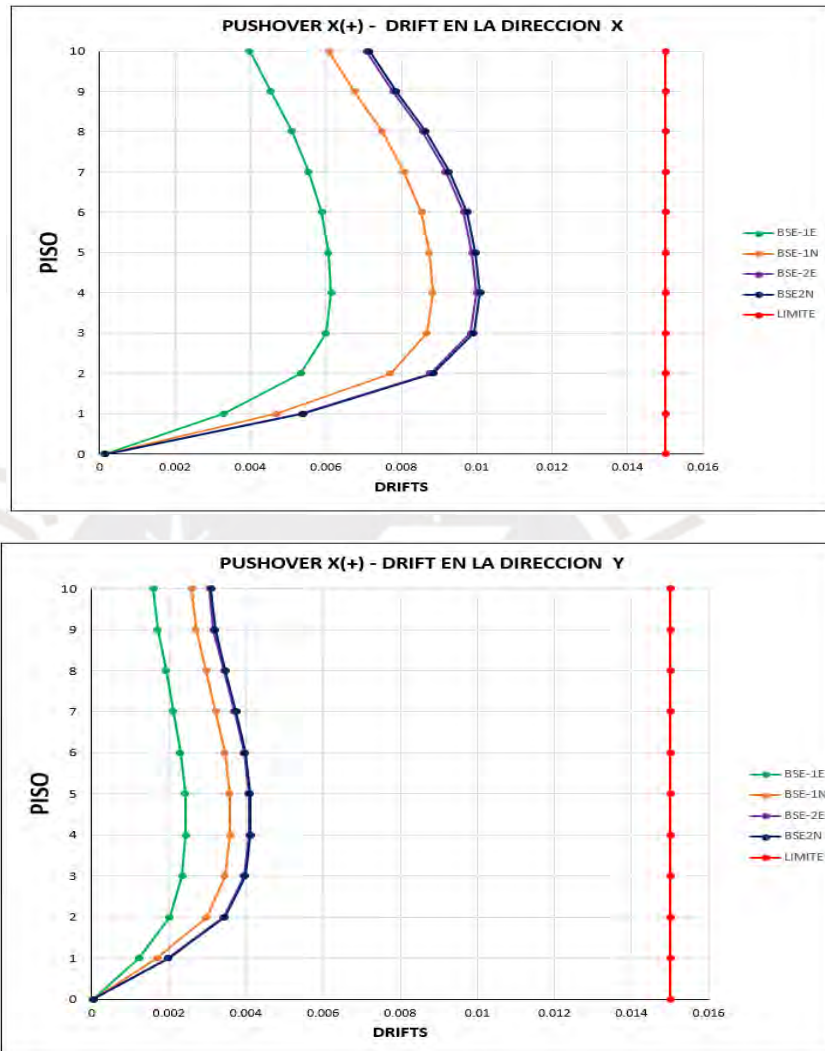 PUSHOVER X(+) - DRIFT EN LA DIRECCION X
10
9
8
7
6
5
4
3
2
1
0
PISO
0 0.002 0.004 0.006 0.008 0.01 0.012 0.014 0.016
DRIFTS
BSE-1E
BSE-1N
BSE-2E
BSE2N
LIMITE
PUSHOVER X(+) - DRIFT EN LA DIRECCION Y
10
9
8
7
6
5
4
3
2
1
0
PISO
0 0.002 0.004 0.006 0.008 0.01 0.012 0.014 0.016
DRIFTS
BSE-1E
BSE-1N
BSE-2E
BSE2N
LIMITE